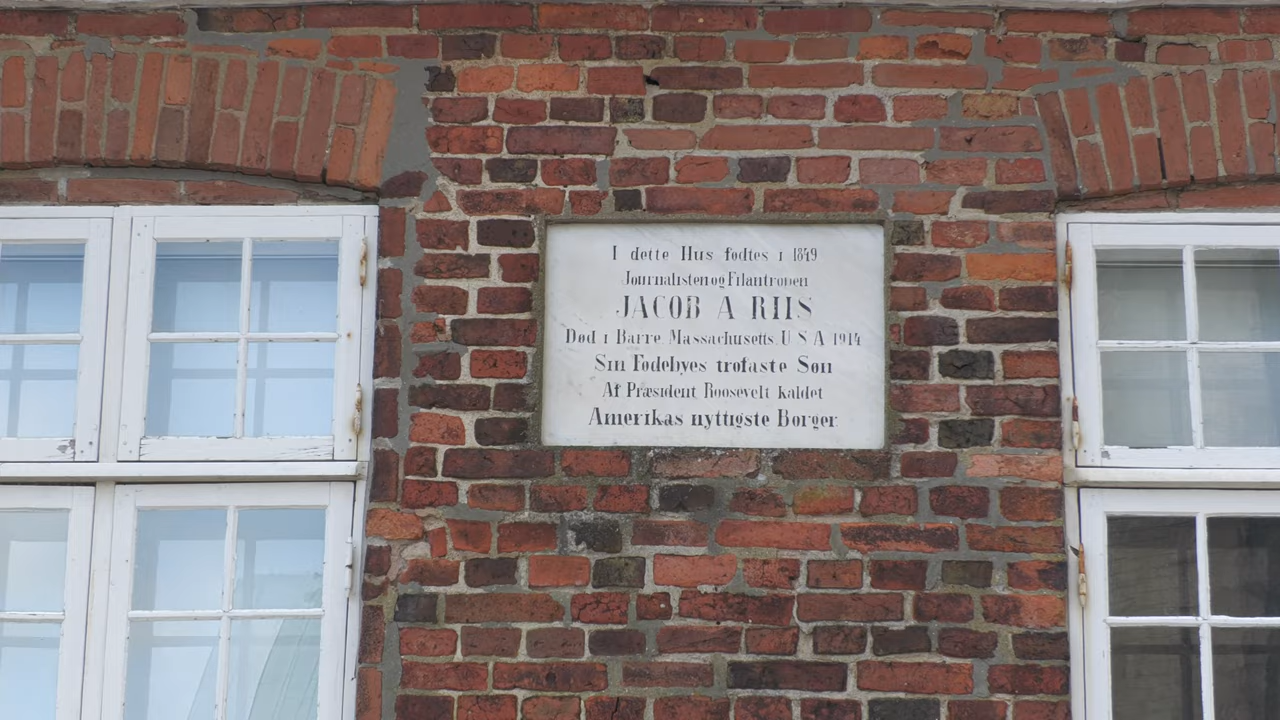 I dette Hus fødtes i 1849
Journalisten og Filantropen
JACOB A RIIS
Død i Barre Massachusetts. U S A 1914
Sin Fødebyes trofaste Søn
Af Præsident Roosevelt kaldet
Amerikas nyttigste Borger